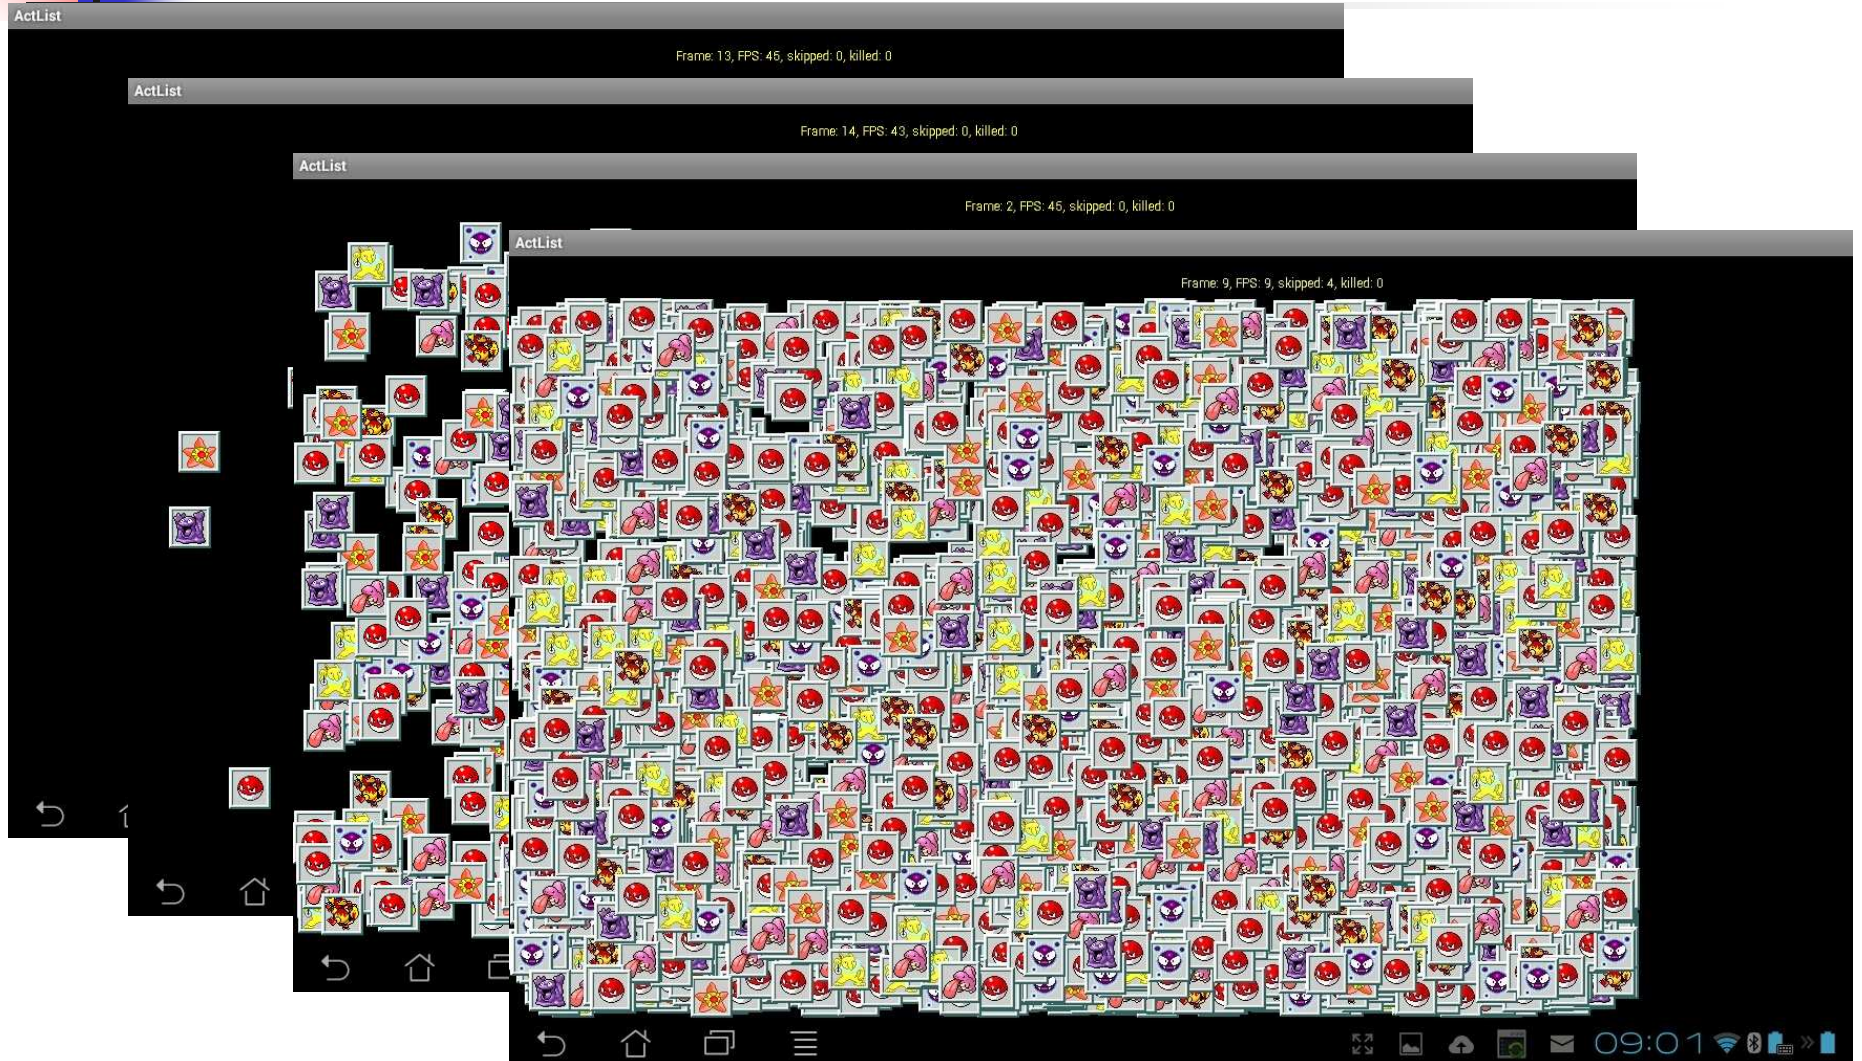 ActList
Frame: 13, FPS: 45, skipped: 0, killed: 0
ActList
Frame: 14, FPS: 43, skipped: 0, killed: 0
ActList
Frame: 2, FPS: 45, skipped: 0, killed: 0
ActList
Frame: 9, FPS: 9, skipped: 4, killed: 0
09:01